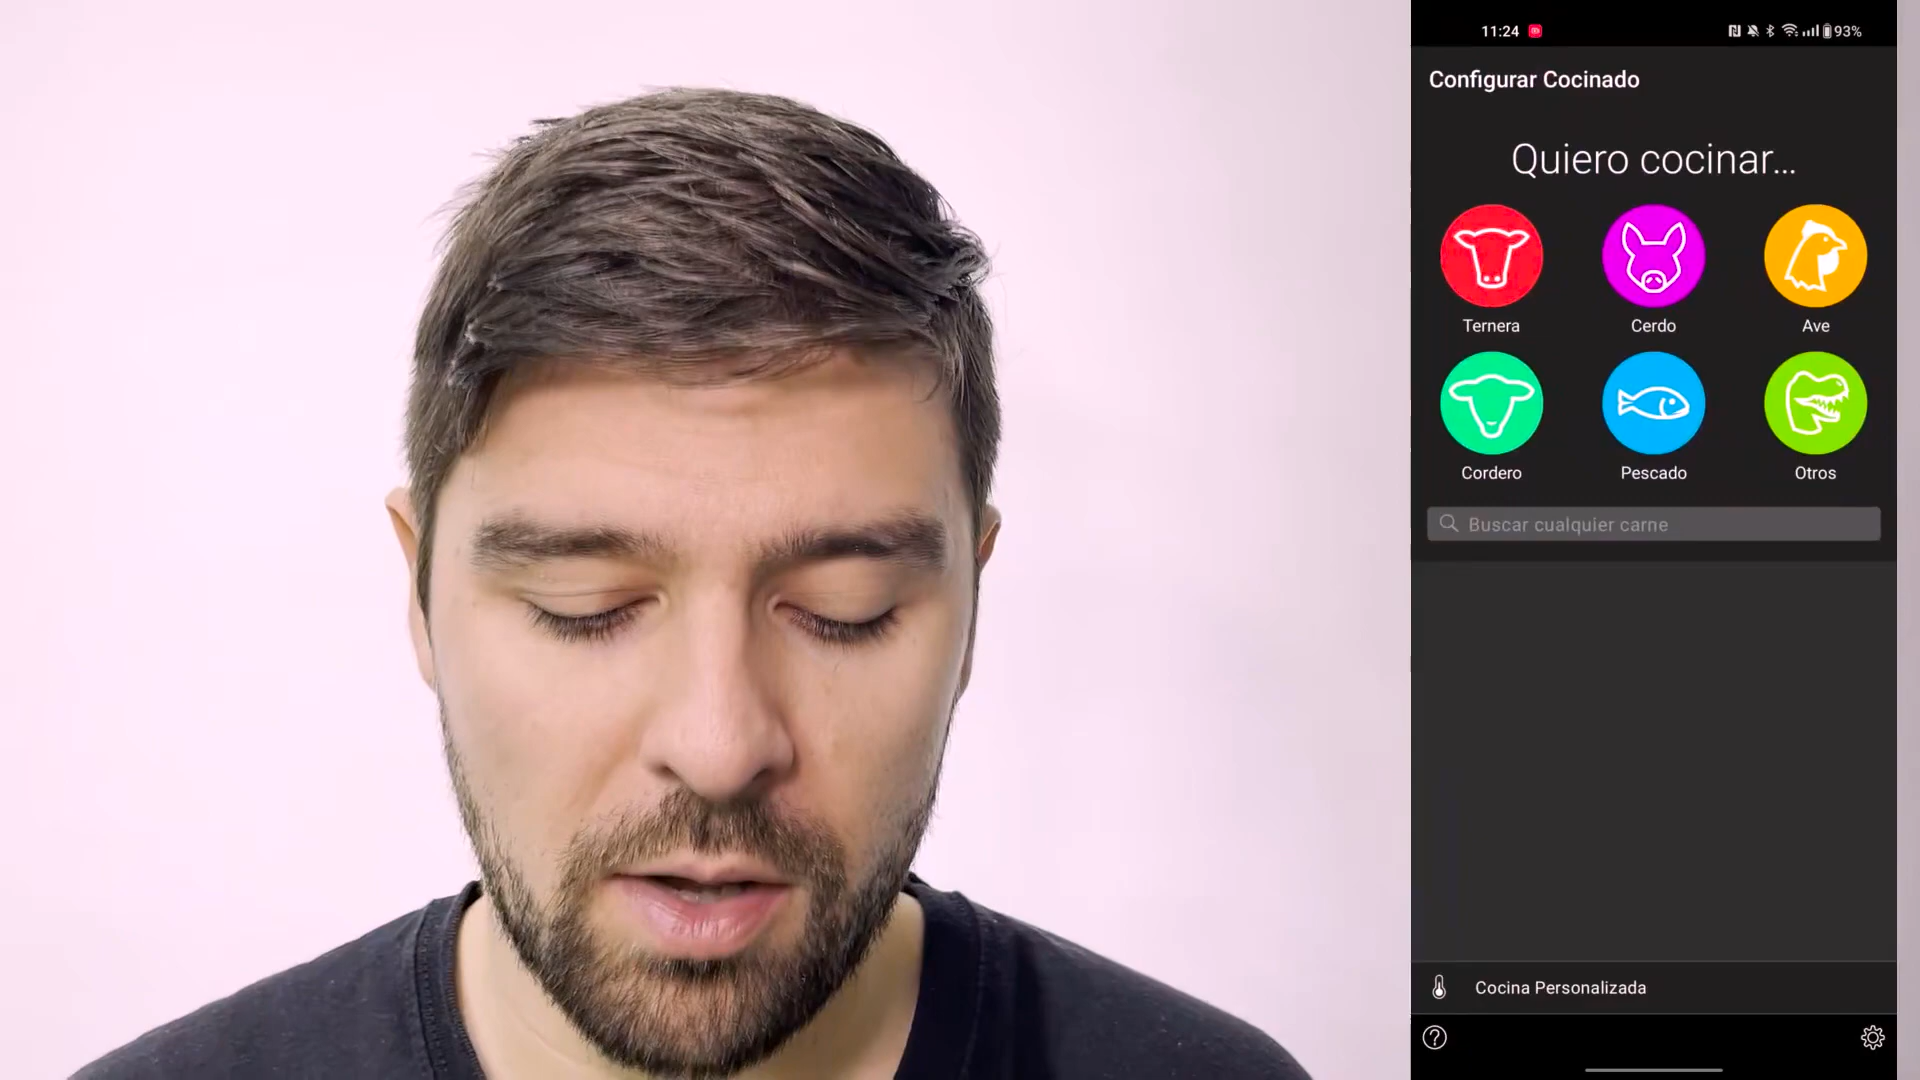 11:24
93%
Configurar Cocinado
Quiero cocinar...
Ternera
Cerdo
Ave
Cordero
Pescado
Otros
Buscar cualquier carne
Cocina Personalizada
?